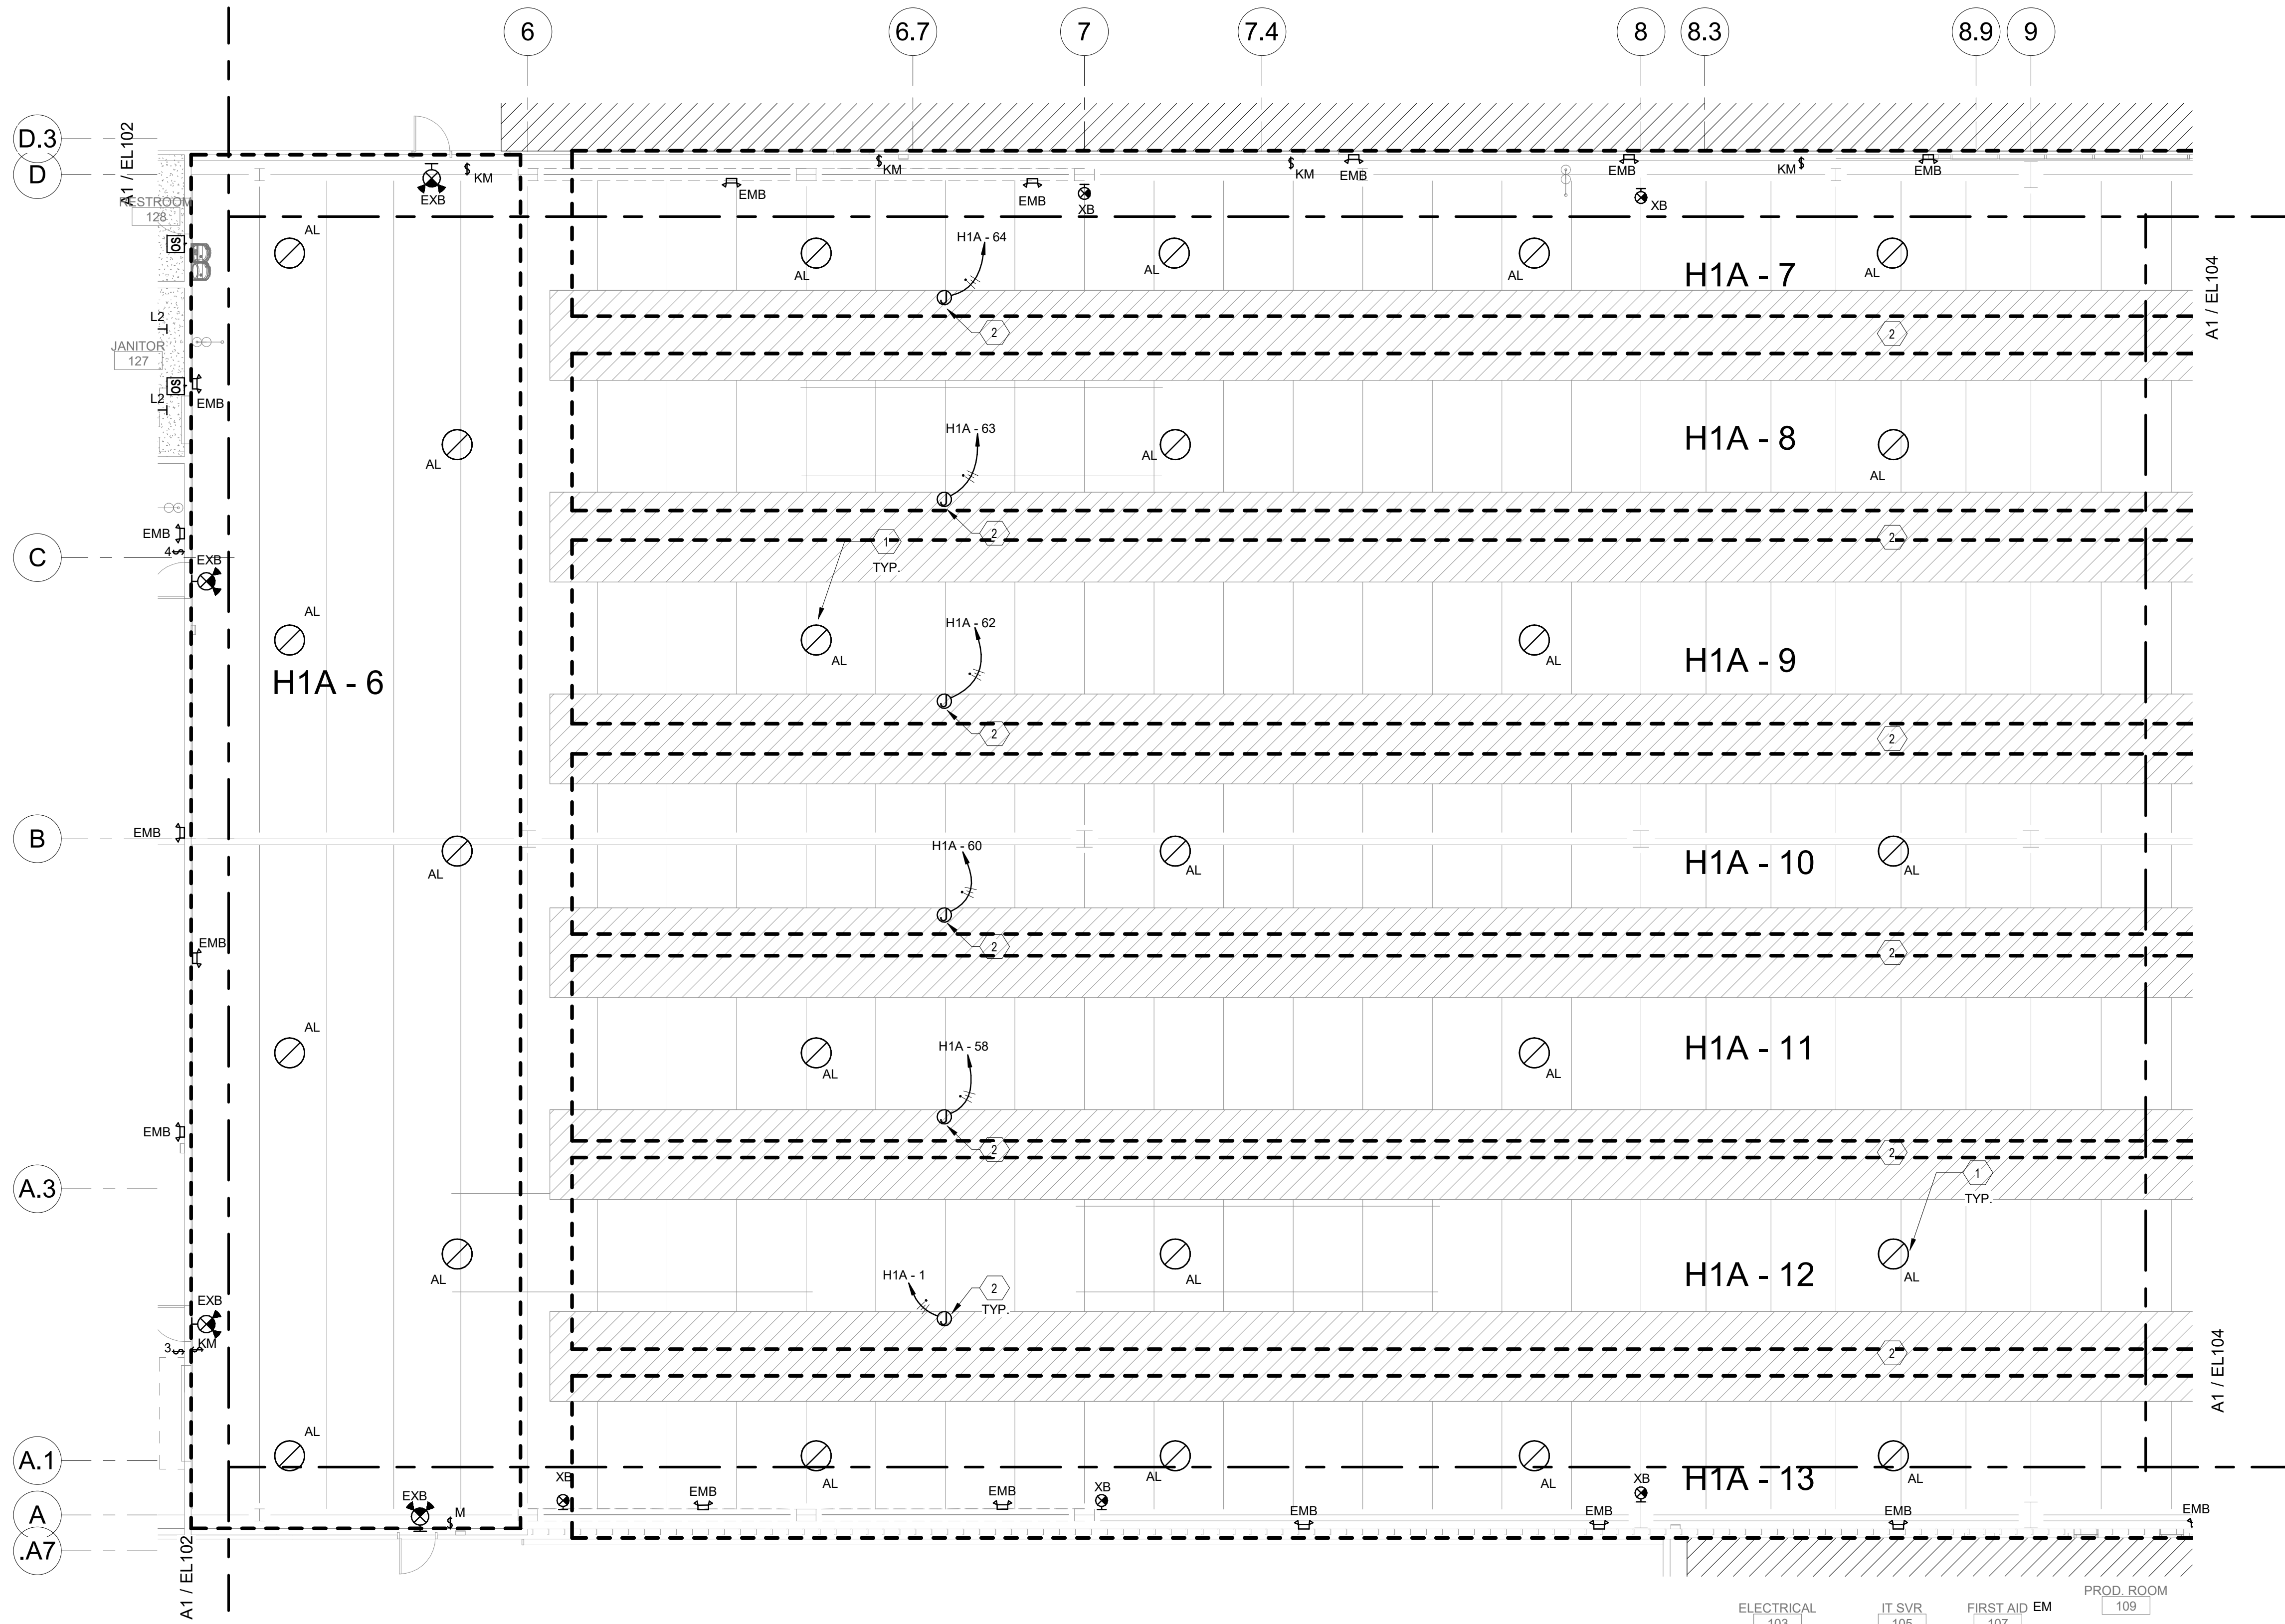 6 6.7 7 7.4 8 8.3 8.9 9
D.3
D
A1 / EL102
KM KM KM EMB EMB KM EMB
EXB EMB EMB XB XB
RESTROOM
128
OS
AL H1A - 64
AL AL AL H1A - 7 AL
A1 / EL104
L2
2 2
JANITOR
127
OS
L2 EMB
H1A - 63 H1A - 8
AL AL AL
EMB
4 2 2
C
EXB 1
TYP.
AL H1A - 62
AL AL H1A - 9
H1A - 6
2 2
B
EMB
H1A - 60 H1A - 10
AL AL AL
EMB 2 2
AL H1A - 58 H1A - 11
AL AL
EMB 2 2
A.3
1
TYP.
AL H1A - 1 AL H1A - 12 AL
2
TYP.
EXB
KM
3
2
A1 / EL104
AL
A.1
XB AL AL AL XB H1A - 13 AL
EXB M EMB EMB XB
A
EMB EMB EMB EMB
.A7
A1 / EL102
PROD. ROOM
109
ELECTRICAL IT SVR FIRST AID EM
103 105 107